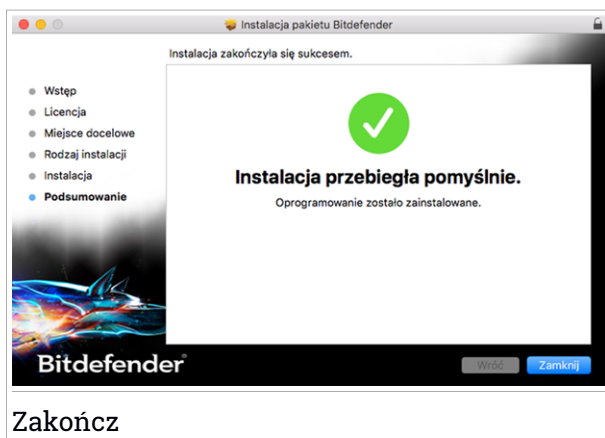 Instalacja pakietu Bitdefender
Instalacja zakończyła się sukcesem.
Wstęp
Licencja
Miejsce docelowe
Rodzaj instalacji
Instalacja
Podsumowanie
Instalacja przebiegła pomyślnie.
Oprogramowanie zostało zainstalowane.
Bitdefender®
Wróć
Zamknij
Zakończ